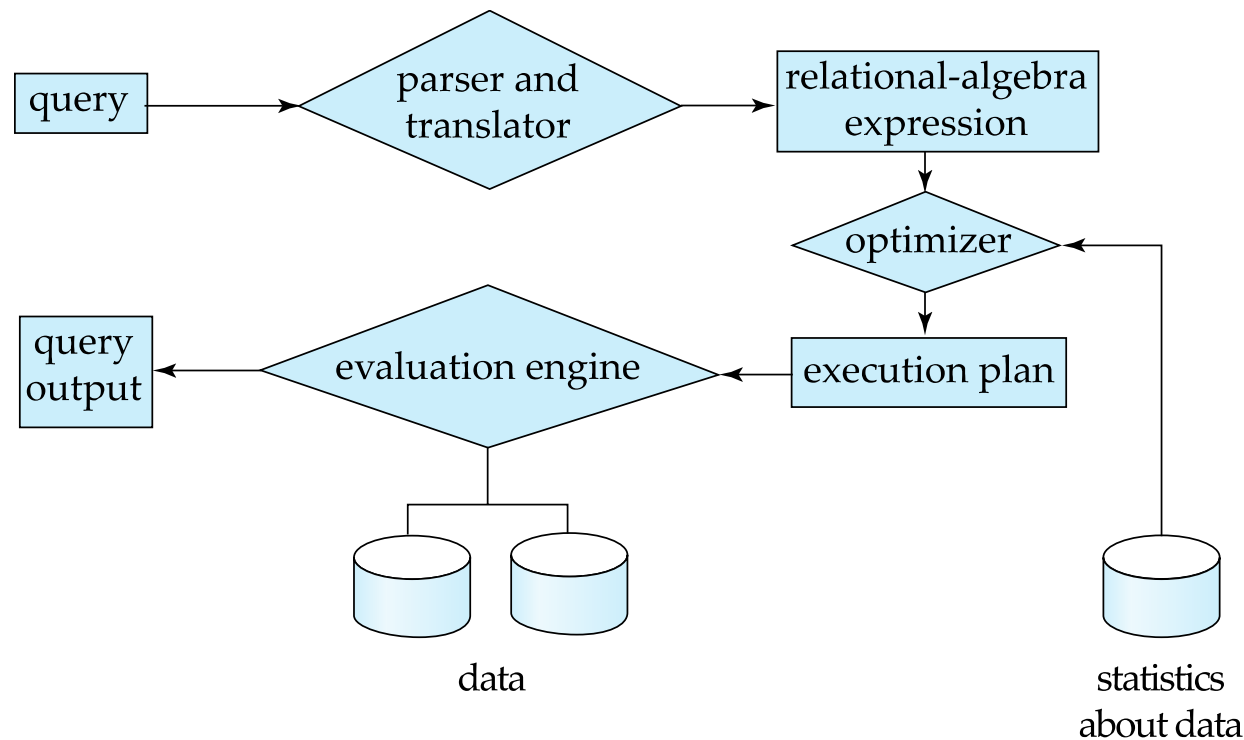 query
parser and
translator
relational-algebra
expression
optimizer
query
output
evaluation engine
execution plan
data
statistics
about data